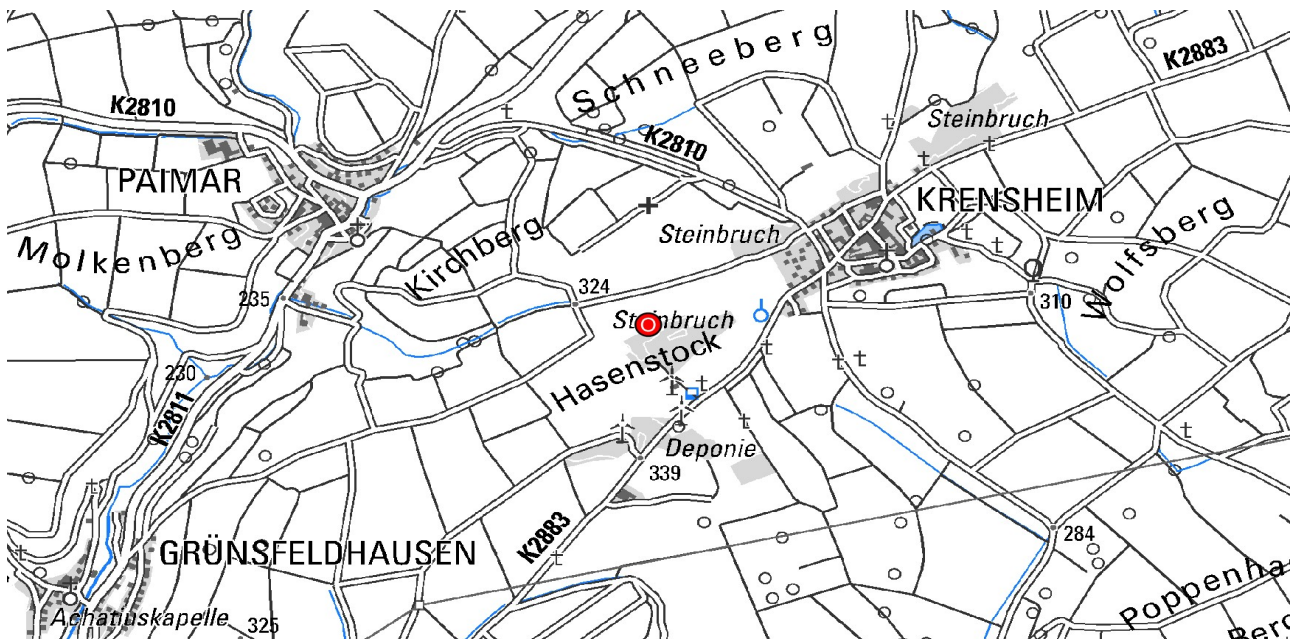 K2883
Schneeberg
K2810
Steinbruch
K2810
PAIMAR
KRENSHEIM
Molkenberg
Kirchberg
Steinbruch
Wolfsberg
235
324
310
Steinbruch
Hasenstock
230
K2811
Deponie
339
K2883
284
GRÜNSFELDHAUSEN
Poppenha
Achatiuskapelle
325
Berg